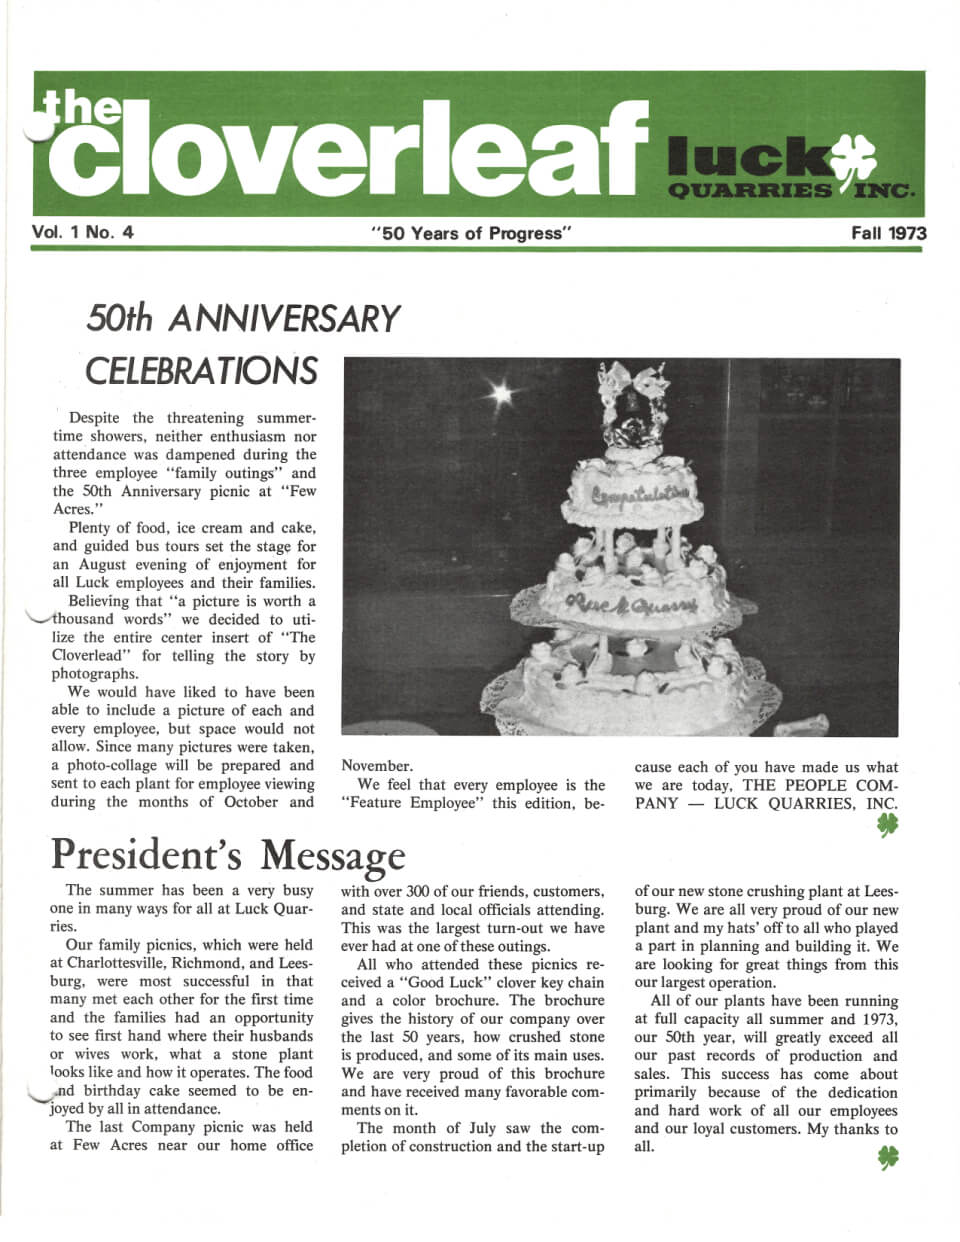 the
cloverleaf
luck
QUARRIES INC.
Vol. 1 No. 4
"50 Years of Progress"
Fall 1973
50th ANNIVERSARY
CELEBRATIONS
Despite the threatening summer-
time showers, neither enthusiasm nor
attendance was dampened during the
three employee "family outings" and
the 50th Anniversary picnic at "Few
Acres."
Plenty of food, ice cream and cake,
and guided bus tours set the stage for
an August evening of enjoyment for
all Luck employees and their families.
Believing that "a picture is worth a
thousand words" we decided to uti-
lize the entire center insert of "The
Cloverlead" for telling the story by
photographs.
We would have liked to have been
able to include a picture of each and
every employee, but space would not
allow. Since many pictures were taken,
a photo-collage will be prepared and
sent to each plant for employee viewing
during the months of October and
November.
We feel that every employee is the
"Feature Employee" this edition, be-
cause each of you have made us what
we are today, THE PEOPLE COM-
PANY — LUCK QUARRIES, INC.
President's Message
The summer has been a very busy
one in many ways for all at Luck Quar-
ries.
Our family picnics, which were held
at Charlottesville, Richmond, and Lees-
burg, were most successful in that
many met each other for the first time
and the families had an opportunity
to see first hand where their husbands
or wives work, what a stone plant
looks like and how it operates. The food
nd birthday cake seemed to be en-
joyed by all in attendance.
The last Company picnic was held
at Few Acres near our home office
with over 300 of our friends, customers,
and state and local officials attending.
This was the largest turn-out we have
ever had at one of these outings.
All who attended these picnics re-
ceived a "Good Luck" clover key chain
and a color brochure. The brochure
gives the history of our company over
the last 50 years, how crushed stone
is produced, and some of its main uses.
We are very proud of this brochure
and have received many favorable com-
ments on it.
The month of July saw the com-
pletion of construction and the start-up
of our new stone crushing plant at Lees-
burg. We are all very proud of our new
plant and my hats' off to all who played
a part in planning and building it. We
are looking for great things from this
our largest operation.
All of our plants have been running
at full capacity all summer and 1973,
our 50th year, will greatly exceed all
our past records of production and
sales. This success has come about
primarily because of the dedication
and hard work of all our employees
and our loyal customers. My thanks to
all.